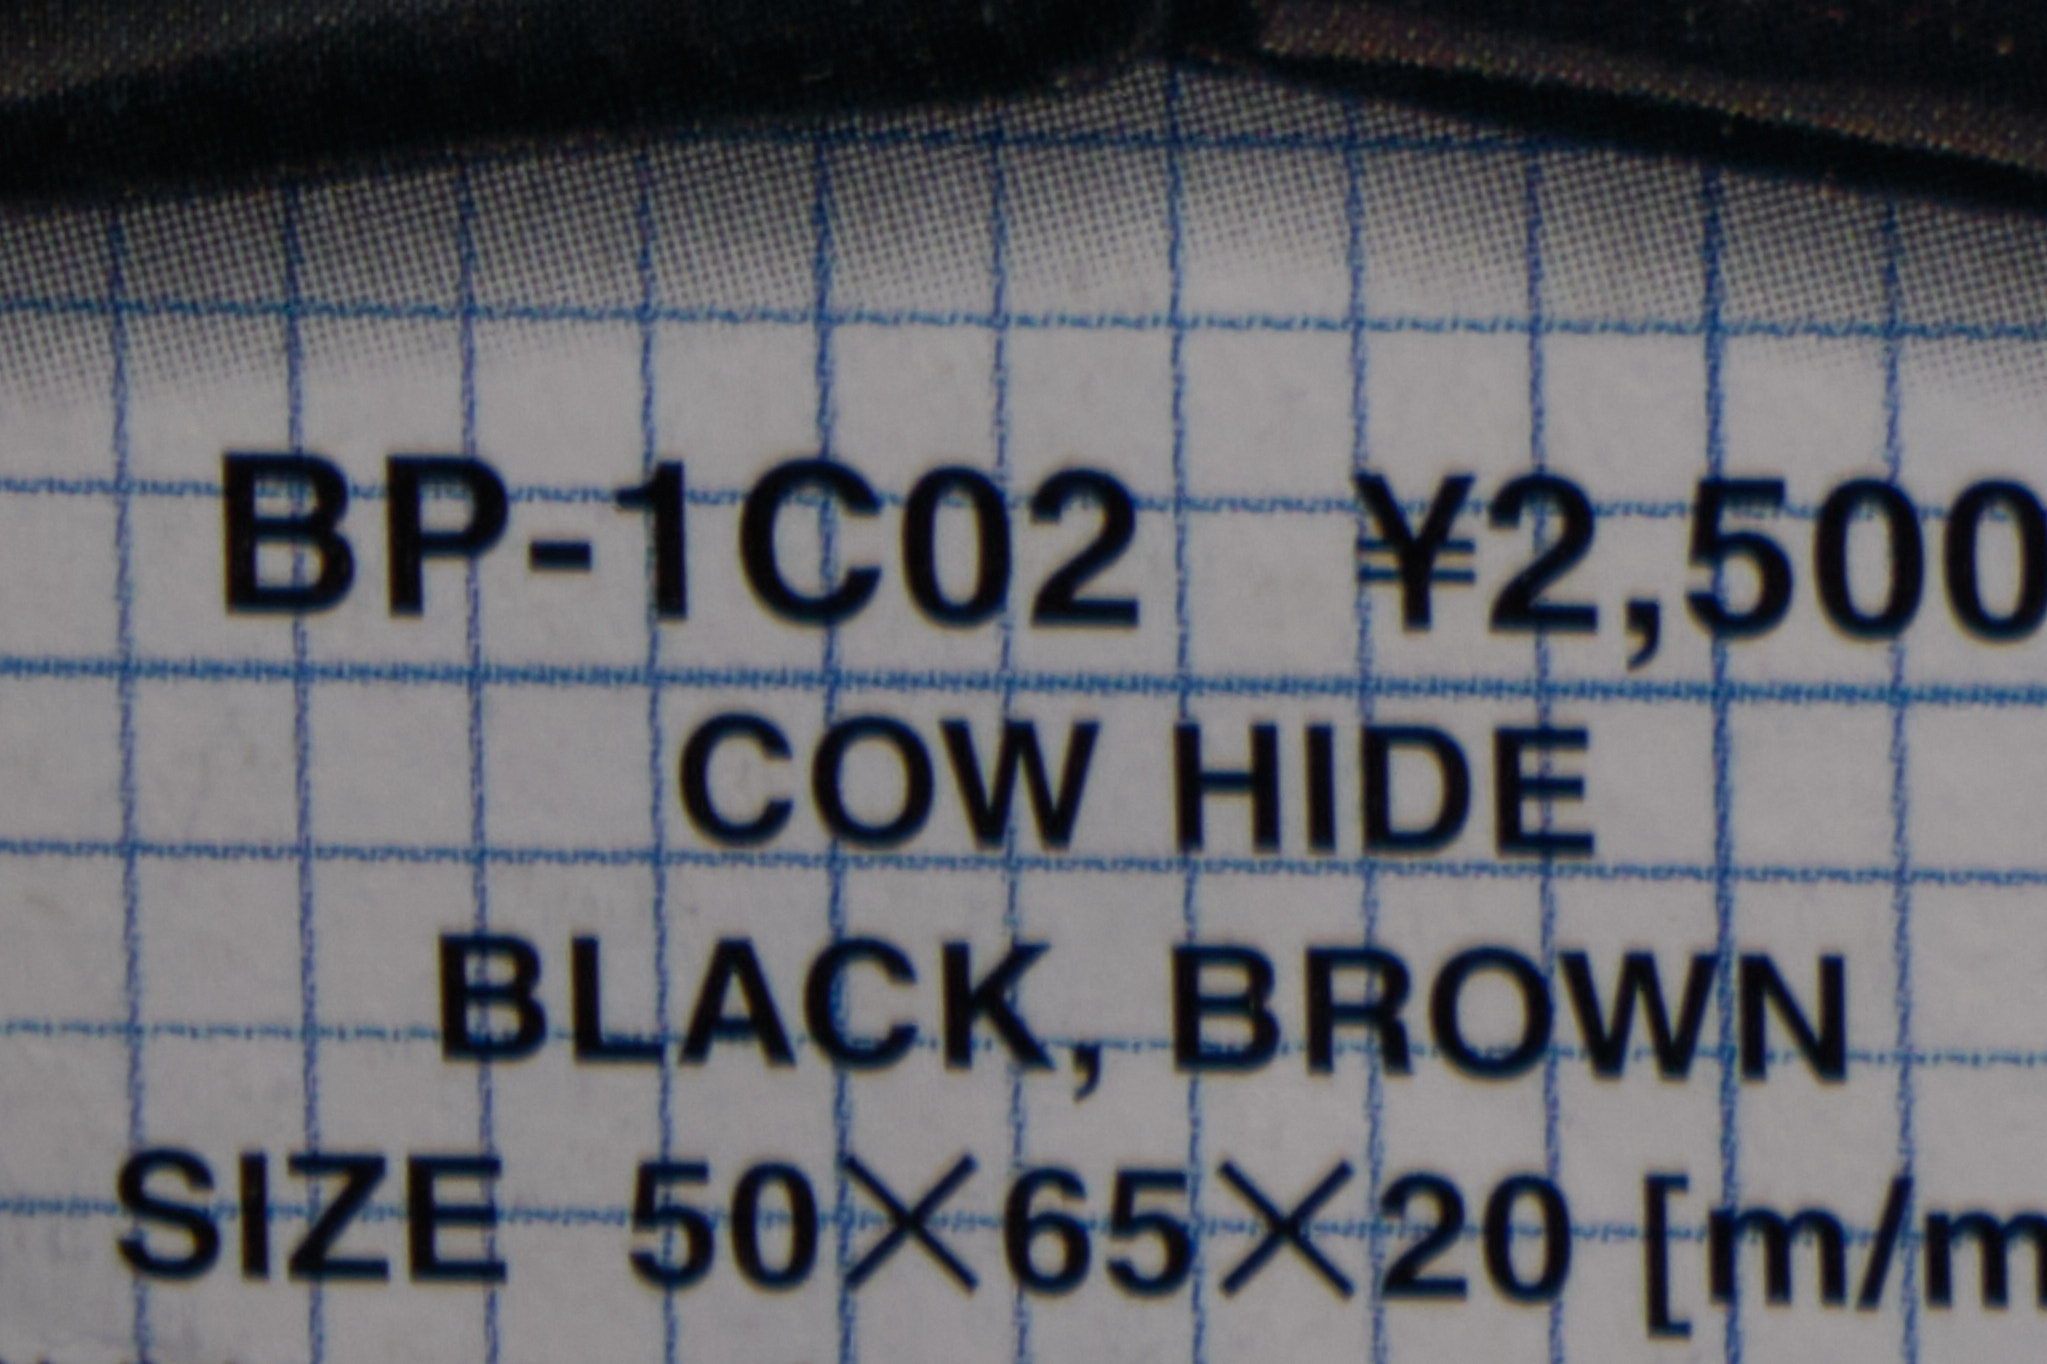 BP-1C02 ¥2,500
COW HIDE
BLACK, BROWN
SIZE 50×65×20 [m/m